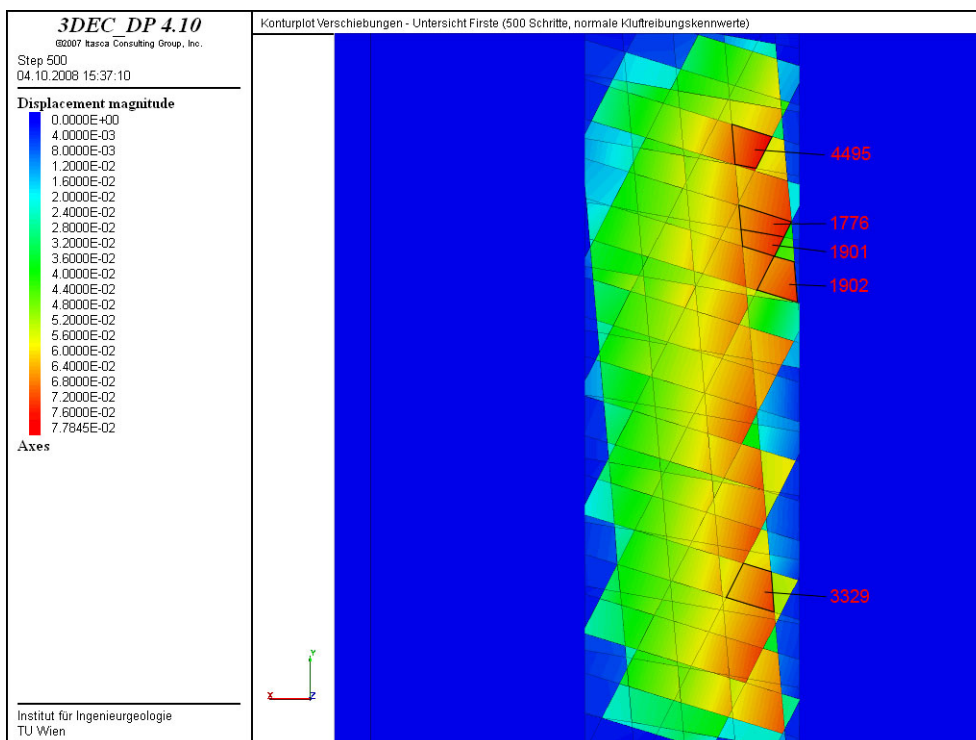 3DEC_DP 4.10
©2007 Itasca Consulting Group, Inc.
Step 500
04.10.2008 15:37:10
Displacement magnitude
0.0000E+00
4.0000E-03
8.0000E-03
1.2000E-02
1.6000E-02
2.0000E-02
2.4000E-02
2.8000E-02
3.2000E-02
3.6000E-02
4.0000E-02
4.4000E-02
4.8000E-02
5.2000E-02
5.6000E-02
6.0000E-02
6.4000E-02
6.8000E-02
7.2000E-02
7.6000E-02
7.7845E-02
Axes
Institut für Ingenieurgeologie
TU Wien
Konturplot Verschiebungen - Untersicht Firste (500 Schritte, normale Kluftreibungskennwerte)
4495
1776
1901
1902
3329
Y
X
Z